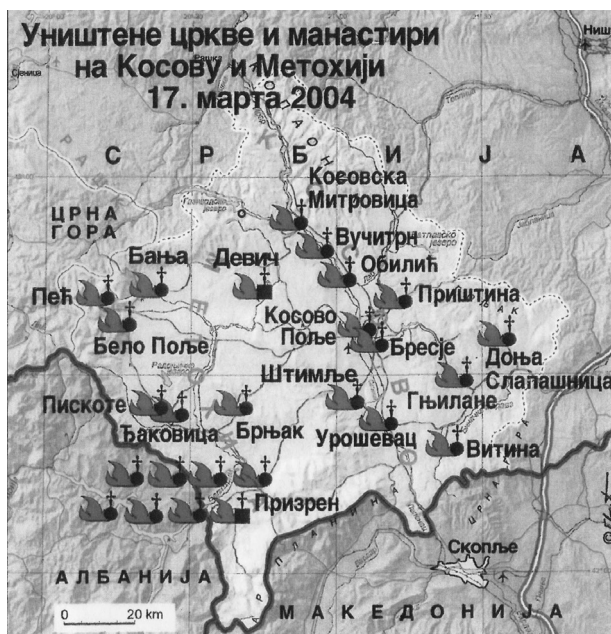 Уништене цркве и манастири
на Косову и Метохији
17. марта 2004
Ниш
С Р Б И Ј А
ЦРНА
ГОРА
Косовска
Митровица
Вучитрн
Обилић
Девич
Бања
Пећ
Приштина
Косово
Поље
Бресје
Бело Поље
Доња
Слапашница
Штимље
Гњилане
Пискоте
Ђаковица
Брњак
Урошевац
Витина
Призрен
Скопље
АЛБАНИЈА
МАКЕДОНИЈА
0 20 km